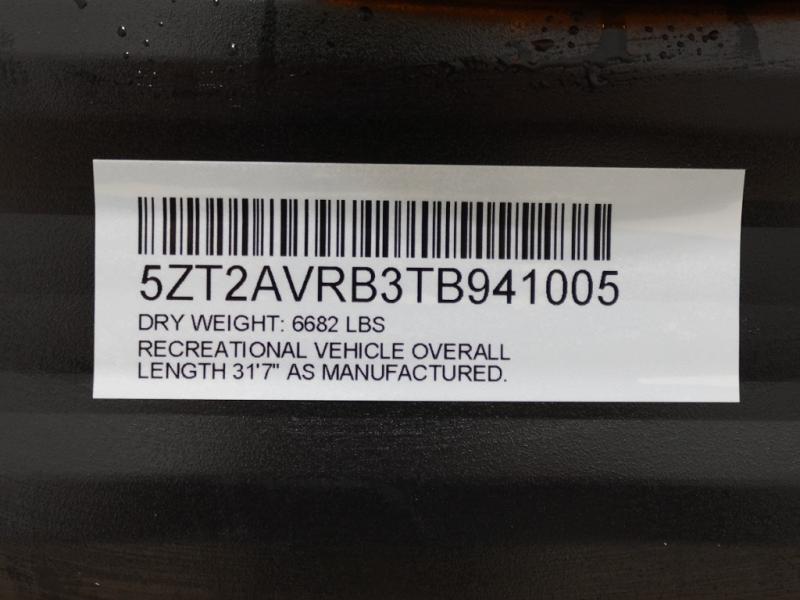 5ZT2AVRB3TB941005
DRY WEIGHT: 6682 LBS
RECREATIONAL VEHICLE OVERALL
LENGTH 31'7" AS MANUFACTURED.